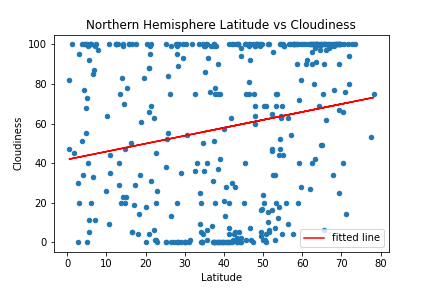 Northern Hemisphere Latitude vs Cloudiness
100
80
60
40
20
0
Cloudiness
fitted line
0 10 20 30 40 50 60 70 80
Latitude